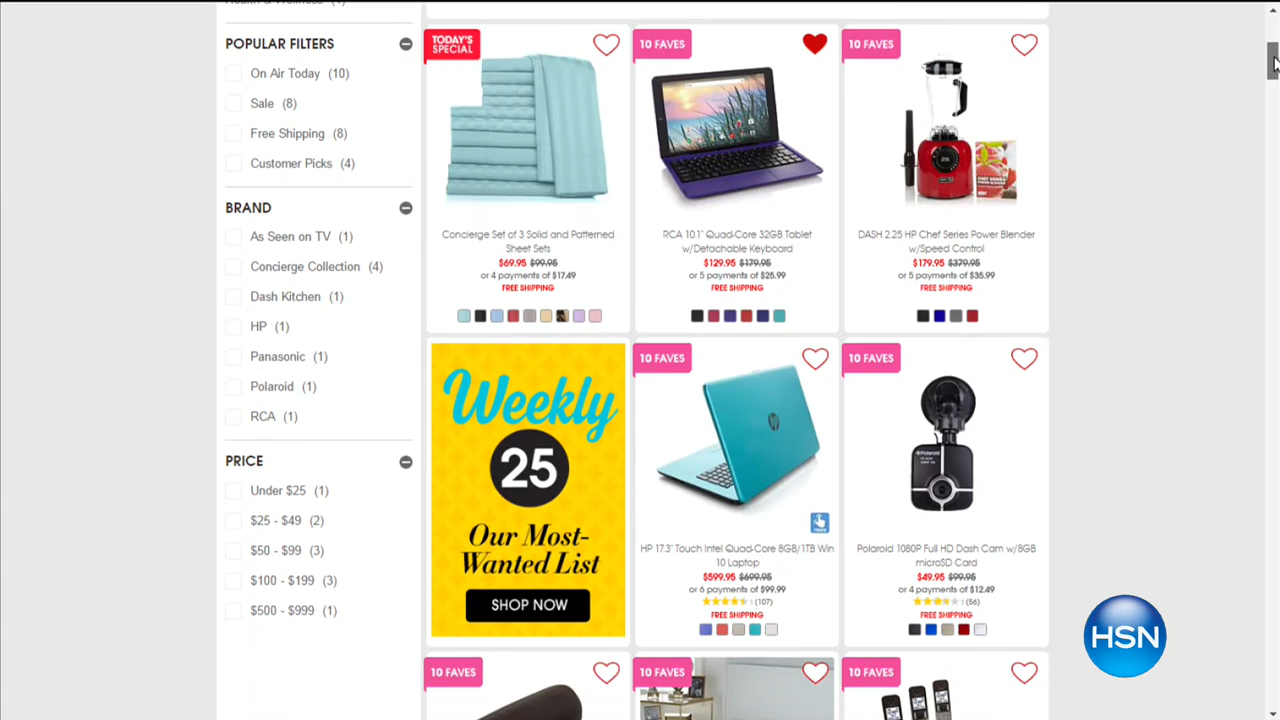 Health & Wellness (1)
POPULAR FILTERS
On Air Today (10)
Sale (8)
Free Shipping (8)
Customer Picks (4)
BRAND
As Seen on TV (1)
Concierge Collection (4)
Dash Kitchen (1)
HP (1)
Panasonic (1)
Polaroid (1)
RCA (1)
PRICE
Under $25 (1)
$25 - $49 (2)
$50 - $99 (3)
$100 - $199 (3)
$500 - $999 (1)
TODAY'S
SPECIAL
Concierge Set of 3 Solid and Patterned
Sheet Sets
$69.95 $99.95
or 4 payments of $17.49
FREE SHIPPING
10 FAVES
RCA 10.1" Quad-Core 32GB Tablet
w/Detachable Keyboard
$129.95 $179.95
or 5 payments of $25.99
FREE SHIPPING
10 FAVES
DASH 2.25 HP Chef Series Power Blender
w/Speed Control
$179.95 $379.95
or 5 payments of $35.99
FREE SHIPPING
Weekly
25
Our Most-
Wanted List
SHOP NOW
10 FAVES
HP 17.3" Touch Intel Quad-Core 8GB/1TB Win
10 Laptop
$599.95 $699.95
or 6 payments of $99.99
(107)
FREE SHIPPING
10 FAVES
Polaroid
Polaroid 1080P Full HD Dash Cam w/8GB
microSD Card
$49.95 $99.95
or 4 payments of $12.49
(56)
FREE SHIPPING
10 FAVES
10 FAVES
10 FAVES
HSN